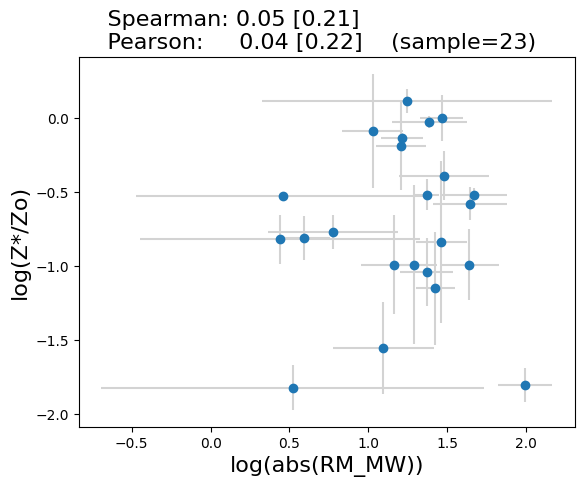 Spearman: 0.05 [0.21]
Pearson: 0.04 [0.22] (sample=23)
0.0
−0.5
−1.0
−1.5
−2.0
log(Z*/Zo)
−0.5 0.0 0.5 1.0 1.5 2.0
log(abs(RM_MW))